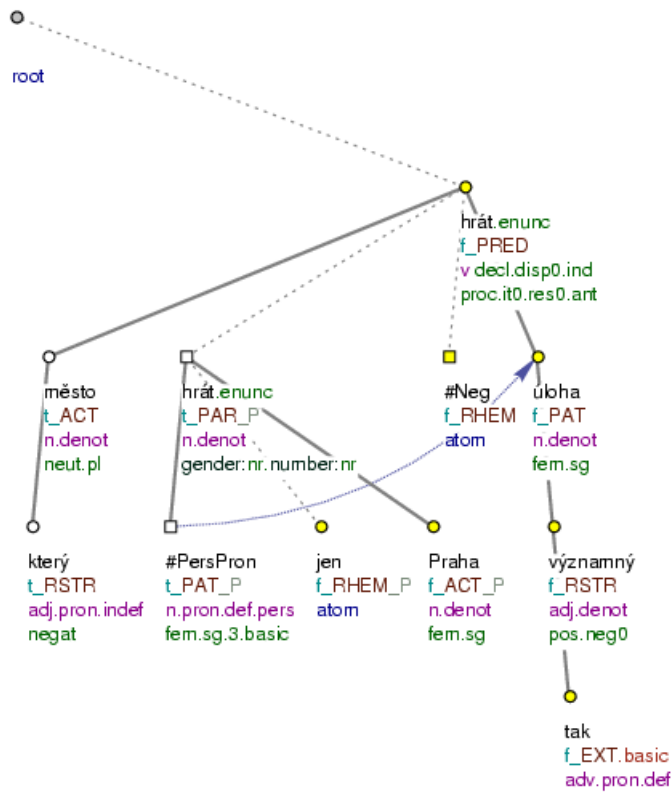 root
hrát.enunc
f_PRED
v decl.disp0.ind
proc.it0.res0.ant
město
t_ACT
n.denot
neut.pl
hrát.enunc
t_PAR_P
n.denot
gender:nr.number:nr
#Neg
f_RHEM
atom
úloha
f_PAT
n.denot
fem.sg
který
t_RSTR
adj.pron.indef
negat
#PersPron
t_PAT_P
n.pron.def.pers
fem.sg.3.basic
jen
f_RHEM_P
atom
Praha
f_ACT_P
n.denot
fem.sg
významný
f_RSTR
adj.denot
pos.neg0
tak
f_EXT.basic
adv.pron.def